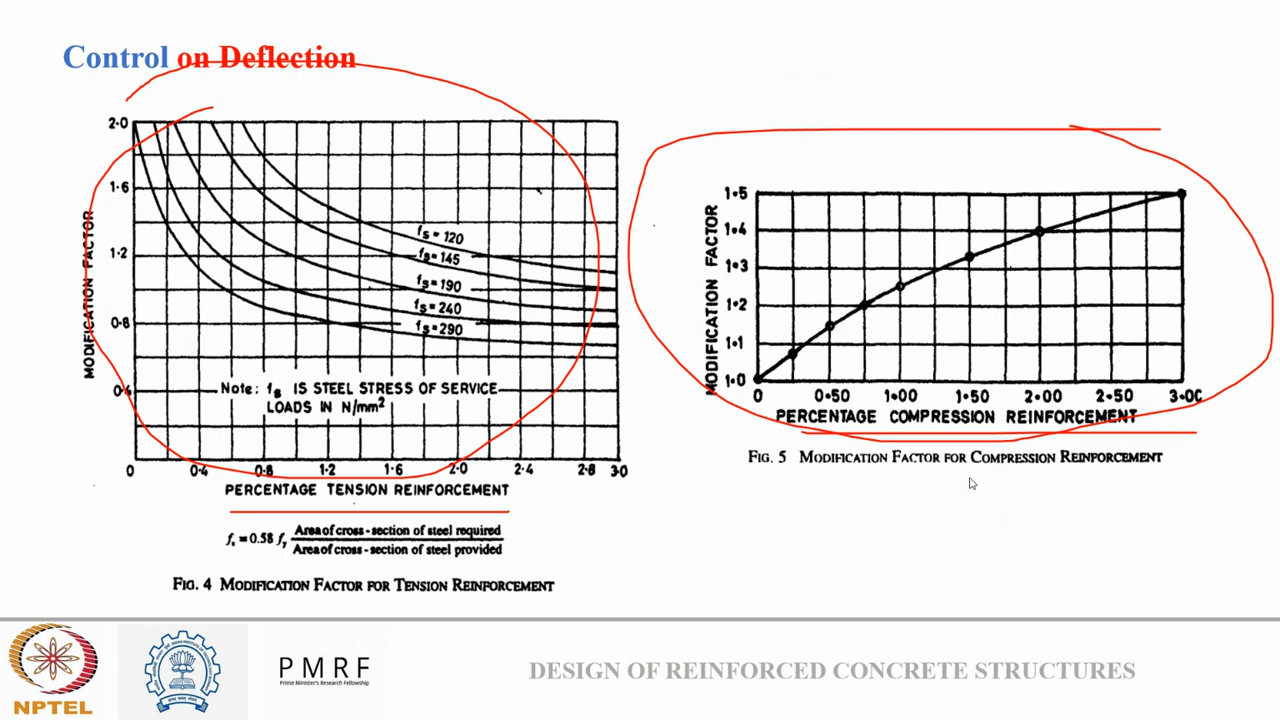 Control on Deflection
2·0
1·6
1·2
0·8
MODIFICATION FACTOR
fs = 120
fs = 145
fs = 190
fs = 240
fs = 290
Note: fs IS STEEL STRESS OF SERVICE
LOADS IN N/mm2
0 0·4 0·8 1·2 1·6 2·0 2·4 2·8 3·0
PERCENTAGE TENSION REINFORCEMENT
fs = 0.58 fy Area of cross - section of steel required
Area of cross - section of steel provided
FIG. 4 MODIFICATION FACTOR FOR TENSION REINFORCEMENT
1·5
1·4
1·3
1·2
1·1
1·0
MODIFICATION FACTOR
0 0·50 1·00 1·50 2·00 2·50 3·00
PERCENTAGE COMPRESSION REINFORCEMENT
FIG. 5 MODIFICATION FACTOR FOR COMPRESSION REINFORCEMENT
NPTEL
PMRF
Prime Minister's Research Fellowship
DESIGN OF REINFORCED CONCRETE STRUCTURES